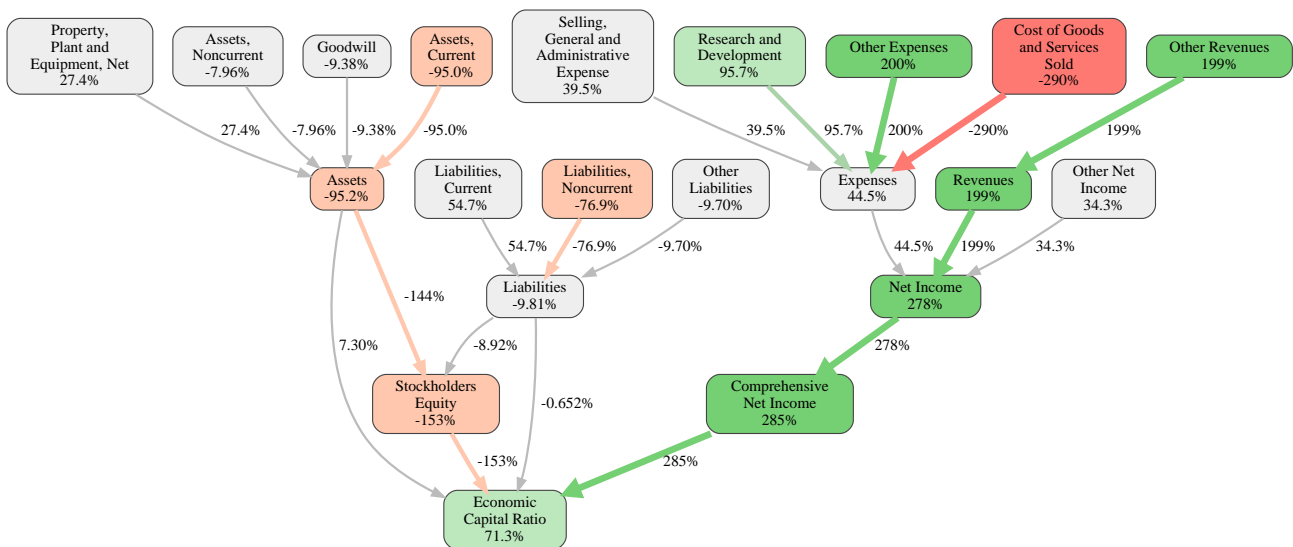 Property,
Plant and
Equipment, Net
27.4%
Assets,
Noncurrent
-7.96%
Goodwill
-9.38%
Assets,
Current
-95.0%
Selling,
General and
Administrative
Expense
39.5%
Research and
Development
95.7%
Other Expenses
200%
Cost of Goods
and Services
Sold
-290%
Other Revenues
199%
27.4%
-7.96%
-9.38%
-95.0%
39.5%
95.7%
200%
-290%
199%
Assets
-95.2%
Liabilities,
Current
54.7%
Liabilities,
Noncurrent
-76.9%
Other
Liabilities
-9.70%
Expenses
44.5%
Revenues
199%
Other Net
Income
34.3%
54.7%
-76.9%
-9.70%
44.5%
199%
34.3%
-144%
Liabilities
-9.81%
Net Income
278%
7.30%
-8.92%
278%
Stockholders
Equity
-153%
-0.652%
Comprehensive
Net Income
285%
-153%
285%
Economic
Capital Ratio
71.3%